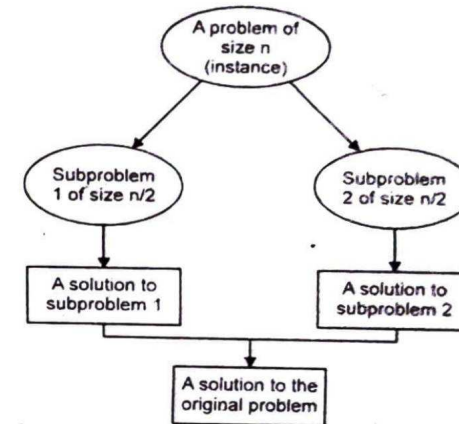 A problem of
size n
(instance)
Subproblem
1 of size n/2
Subproblem
2 of size n/2
A solution to
subproblem 1
A solution to
subproblem 2
A solution to the
original problem